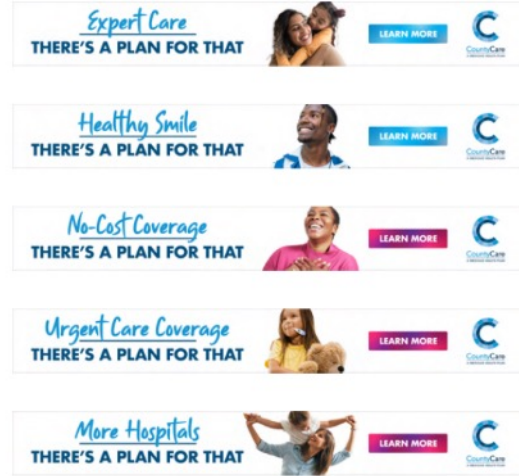 Expert Care
THERE'S A PLAN FOR THAT
LEARN MORE
CountyCare
Healthy Smile
THERE'S A PLAN FOR THAT
LEARN MORE
CountyCare
No-Cost Coverage
THERE'S A PLAN FOR THAT
LEARN MORE
CountyCare
Urgent Care Coverage
THERE'S A PLAN FOR THAT
LEARN MORE
CountyCare
More Hospitals
THERE'S A PLAN FOR THAT
LEARN MORE
CountyCare